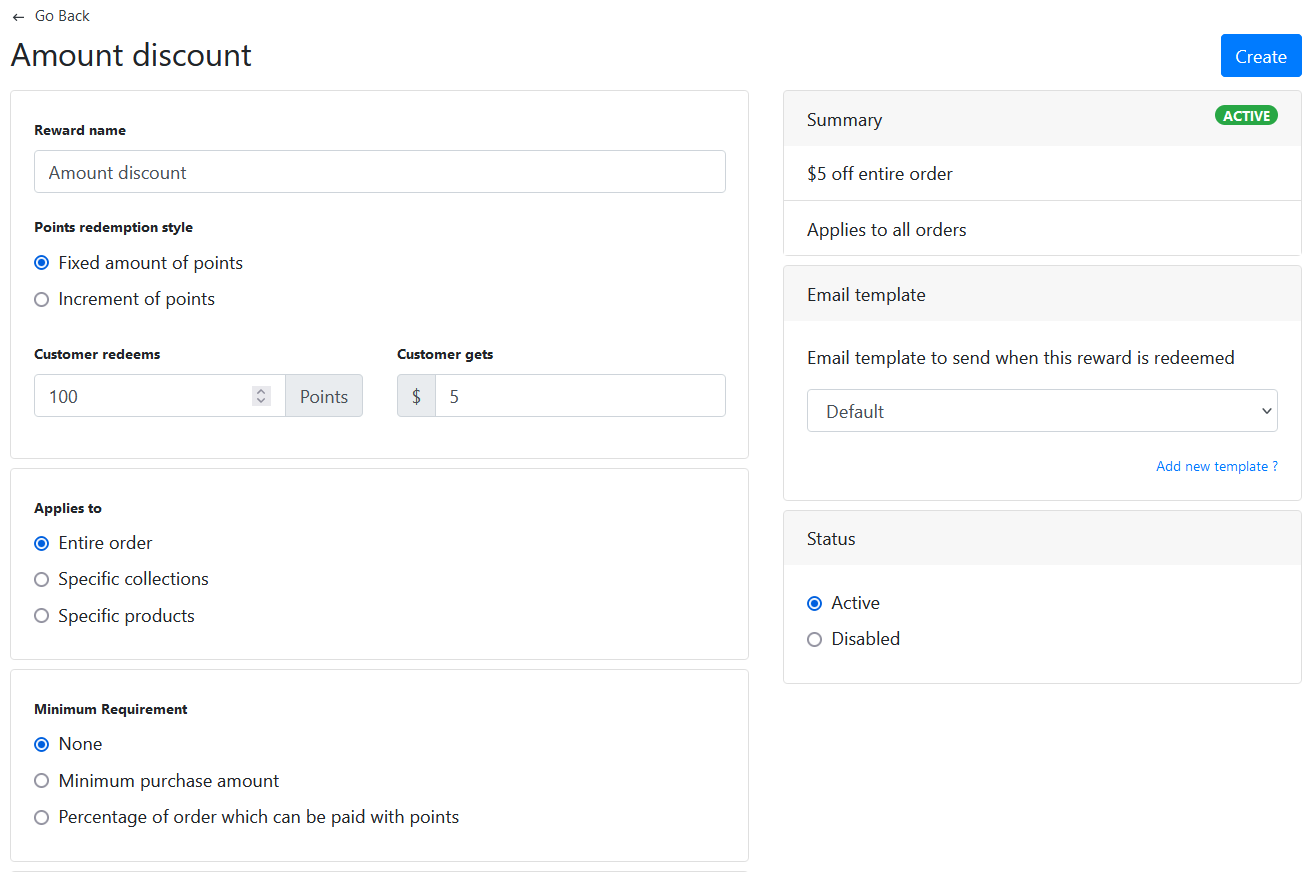 ← Go Back
Amount discount
Create
Reward name
Amount discount
Points redemption style
Fixed amount of points
Increment of points
Customer redeems
Customer gets
100
Points
$
5
Applies to
Entire order
Specific collections
Specific products
Minimum Requirement
None
Minimum purchase amount
Percentage of order which can be paid with points
Summary
ACTIVE
$5 off entire order
Applies to all orders
Email template
Email template to send when this reward is redeemed
Default
Add new template ?
Status
Active
Disabled